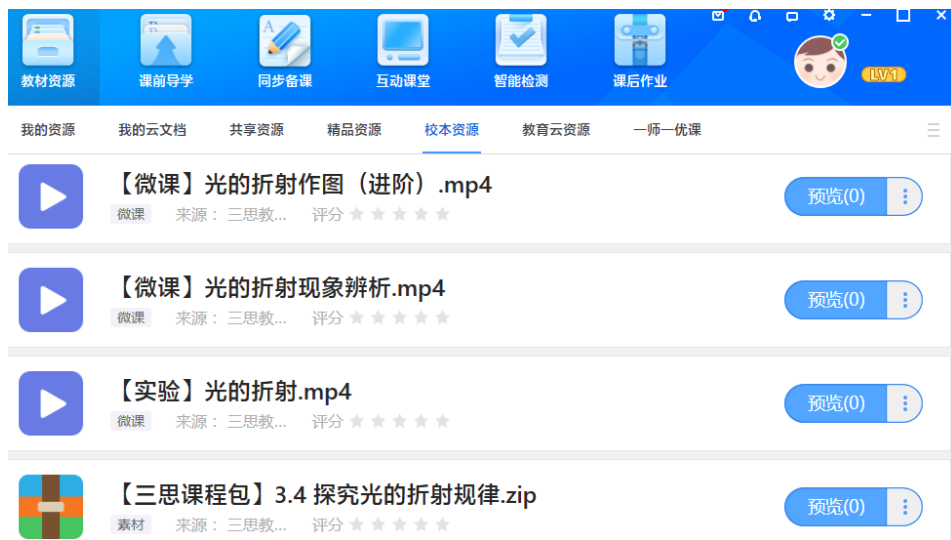 教材资源 课前导学 同步备课 互动课堂 智能检测 课后作业 LV1
我的资源 我的云文档 共享资源 精品资源 校本资源 教育云资源 一师一优课
【微课】光的折射作图（进阶）.mp4
微课 来源： 三思教... 评分
预览(0)
【微课】光的折射现象辨析.mp4
微课 来源： 三思教... 评分
预览(0)
【实验】光的折射.mp4
微课 来源： 三思教... 评分
预览(0)
【三思课程包】3.4 探究光的折射规律.zip
素材 来源： 三思教... 评分
预览(0)